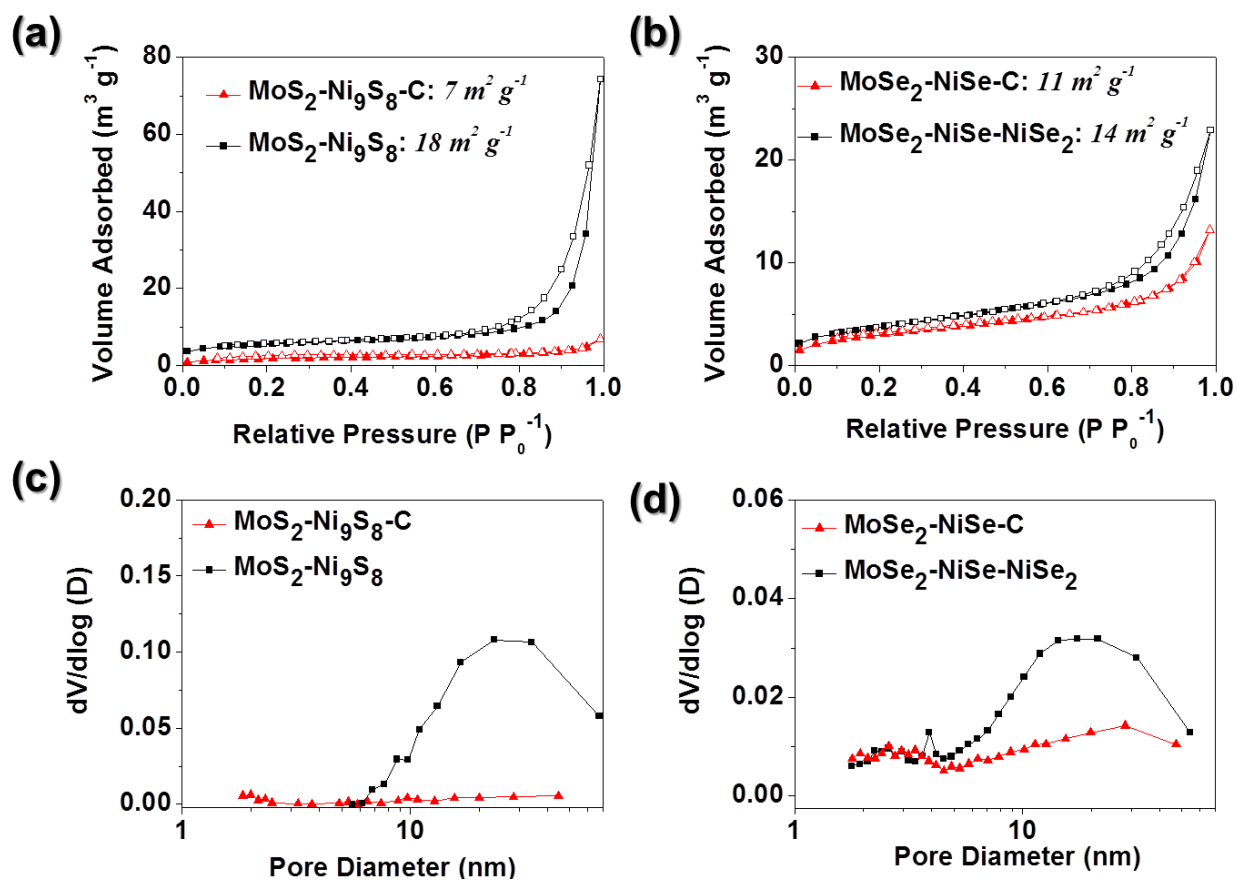 (a)
80
60
40
20
0
Volume Adsorbed (m³ g⁻¹)
MoS₂-Ni₉S₈-C: 7 m² g⁻¹
MoS₂-Ni₉S₈: 18 m² g⁻¹
0.0 0.2 0.4 0.6 0.8 1.0
Relative Pressure (P P₀⁻¹)
(b)
30
20
10
0
Volume Adsorbed (m³ g⁻¹)
MoSe₂-NiSe-C: 11 m² g⁻¹
MoSe₂-NiSe-NiSe₂: 14 m² g⁻¹
0.0 0.2 0.4 0.6 0.8 1.0
Relative Pressure (P P₀⁻¹)
(c)
0.20
0.15
0.10
0.05
0.00
dV/dlog (D)
MoS₂-Ni₉S₈-C
MoS₂-Ni₉S₈
1 10
Pore Diameter (nm)
(d)
0.06
0.04
0.02
0.00
dV/dlog (D)
MoSe₂-NiSe-C
MoSe₂-NiSe-NiSe₂
1 10
Pore Diameter (nm)